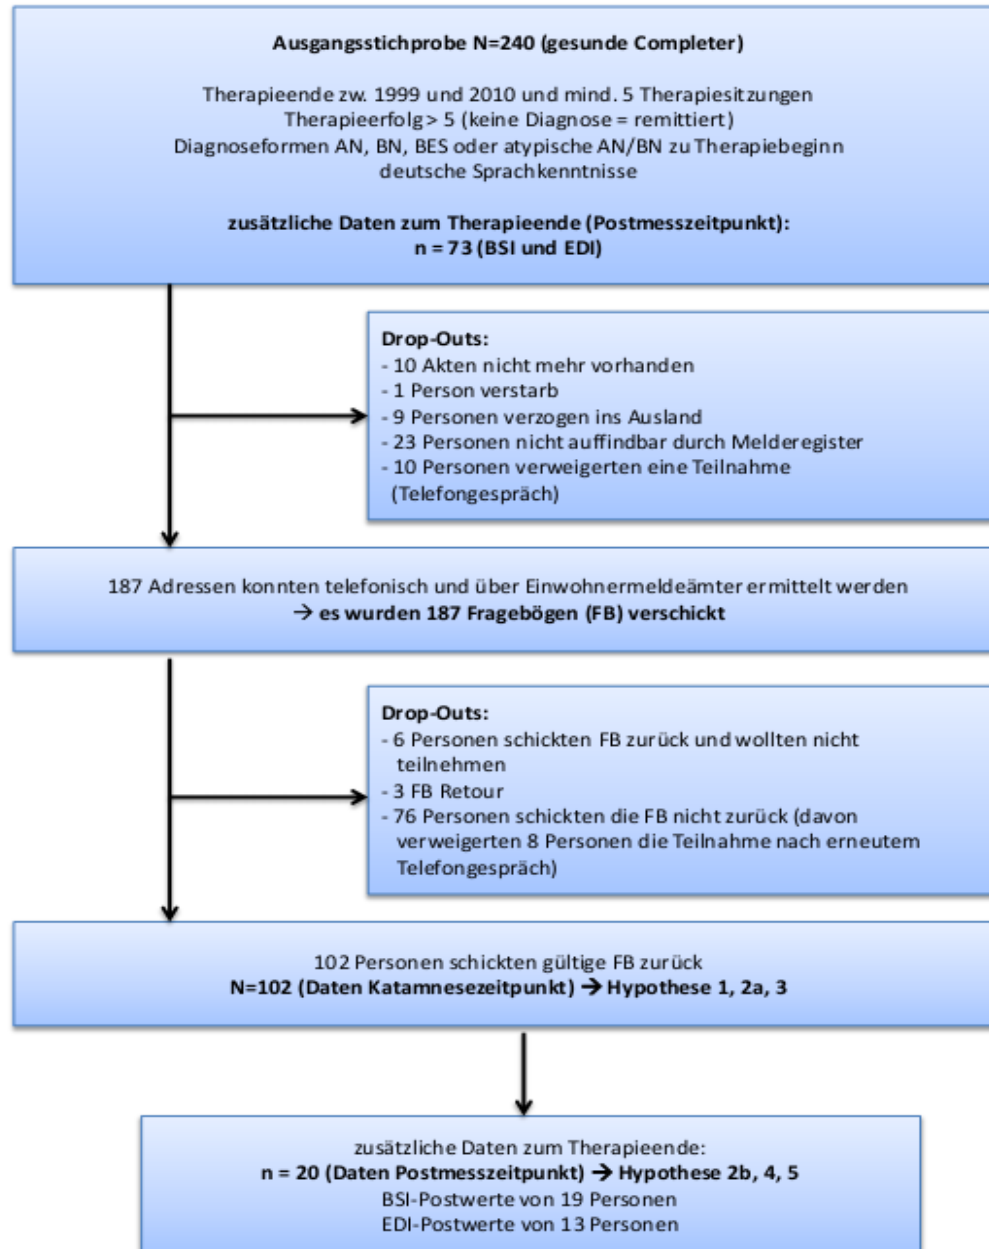 Ausgangsstichprobe N=240 (gesunde Completer)
Therapieende zw. 1999 und 2010 und mind. 5 Therapiesitzungen
Therapieerfolg > 5 (keine Diagnose = remittiert)
Diagnoseformen AN, BN, BES oder atypische AN/BN zu Therapiebeginn
deutsche Sprachkenntnisse
zusätzliche Daten zum Therapieende (Postmesszeitpunkt):
n = 73 (BSI und EDI)
Drop-Outs:
- 10 Akten nicht mehr vorhanden
- 1 Person verstarb
- 9 Personen verzogen ins Ausland
- 23 Personen nicht auffindbar durch Melderegister
- 10 Personen verweigerten eine Teilnahme
(Telefongespräch)
187 Adressen konnten telefonisch und über Einwohnermeldeämter ermittelt werden
→ es wurden 187 Fragebögen (FB) verschickt
Drop-Outs:
- 6 Personen schickten FB zurück und wollten nicht
teilnehmen
- 3 FB Retour
- 76 Personen schickten die FB nicht zurück (davon
verweigerten 8 Personen die Teilnahme nach erneutem
Telefongespräch)
102 Personen schickten gültige FB zurück
N=102 (Daten Katamnesezeitpunkt) → Hypothese 1, 2a, 3
zusätzliche Daten zum Therapieende:
n = 20 (Daten Postmesszeitpunkt) → Hypothese 2b, 4, 5
BSI-Postwerte von 19 Personen
EDI-Postwerte von 13 Personen